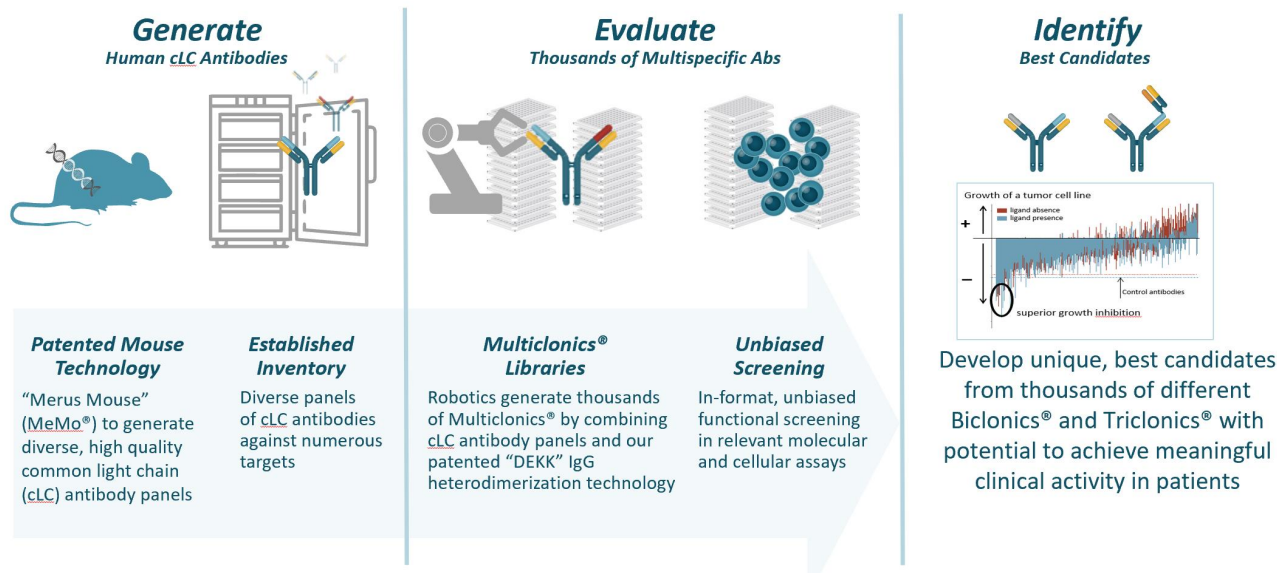 Generate
Human cLC Antibodies
Evaluate
Thousands of Multispecific Abs
Identify
Best Candidates
Growth of a tumor cell line
+
ligand absence
ligand presence
−
Control antibodies
superior growth inhibition
Patented Mouse
Technology
“Merus Mouse”
(MeMo®) to generate
diverse, high quality
common light chain
(cLC) antibody panels
Established
Inventory
Diverse panels
of cLC antibodies
against numerous
targets
Multiclonics®
Libraries
Robotics generate thousands
of Multiclonics® by combining
cLC antibody panels and our
patented “DEKK” IgG
heterodimerization technology
Unbiased
Screening
In-format, unbiased
functional screening
in relevant molecular
and cellular assays
Develop unique, best candidates
from thousands of different
Biclonics® and Triclonics® with
potential to achieve meaningful
clinical activity in patients